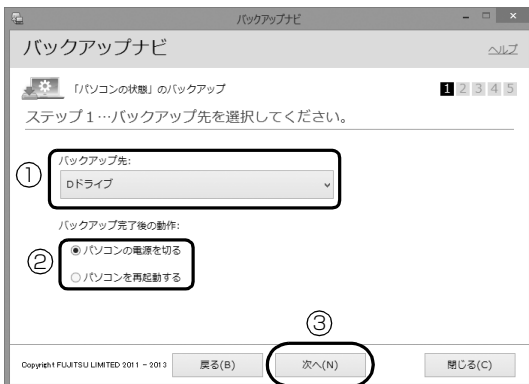 バックアップナビ
バックアップナビ
ヘルプ
「パソコンの状態」のバックアップ
1 2 3 4 5
ステップ1…バックアップ先を選択してください。
① バックアップ先:
Dドライブ
バックアップ完了後の動作:
② パソコンの電源を切る
パソコンを再起動する
③
Copyright FUJITSU LIMITED 2011 - 2013
戻る(B)
次へ(N)
閉じる(C)